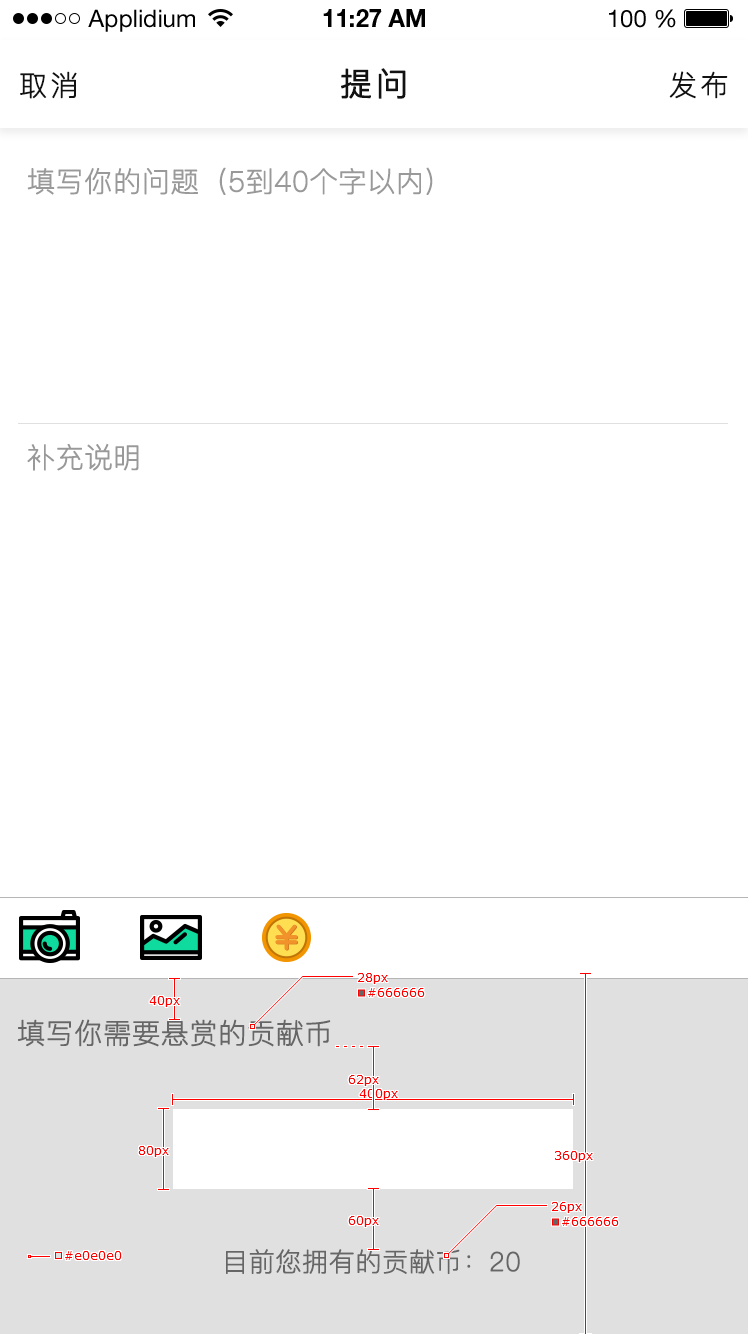 Applidium 11:27 AM 100 %
取消 提问 发布
填写你的问题（5到40个字以内）
补充说明
28px
#666666
40px
填写你需要悬赏的贡献币
62px
400px
80px
360px
26px
#666666
60px
#e0e0e0
目前您拥有的贡献币：20